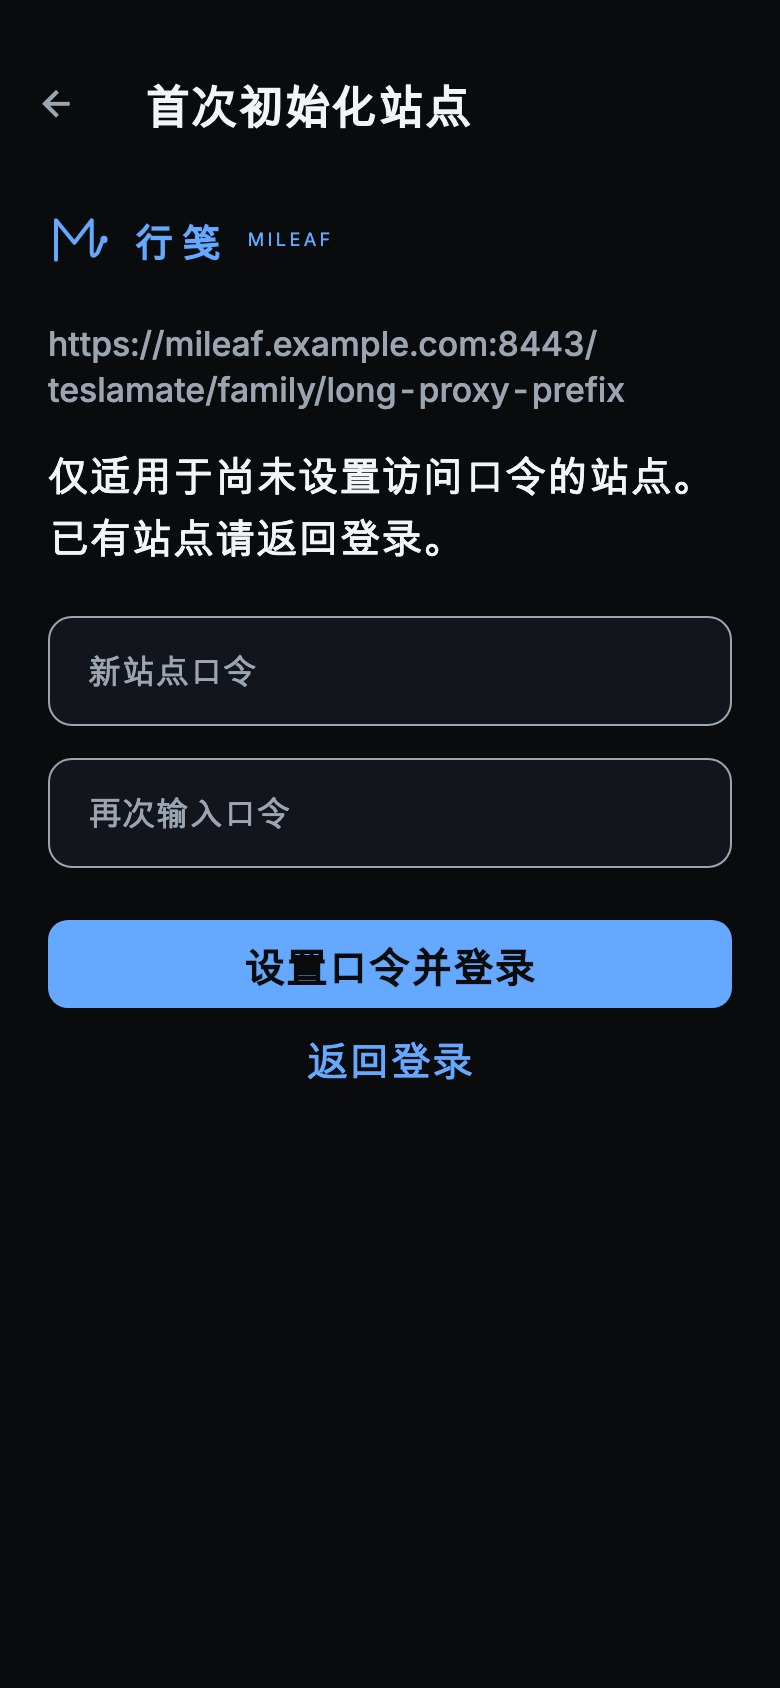 首次初始化站点
行笺 MILEAF
https://mileaf.example.com:8443/
teslamate/family/long-proxy-prefix
仅适用于尚未设置访问口令的站点。
已有站点请返回登录。
新站点口令
再次输入口令
设置口令并登录
返回登录